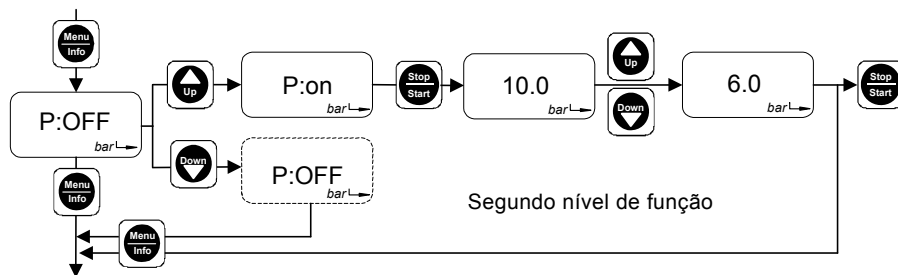 Menu
Info
P:OFF
bar
Up
P:on
bar
Stop
Start
10.0
bar
Up
Down
6.0
bar
Stop
Start
Down
P:OFF
bar
Menu
Info
Segundo nível de função
Menu
Info